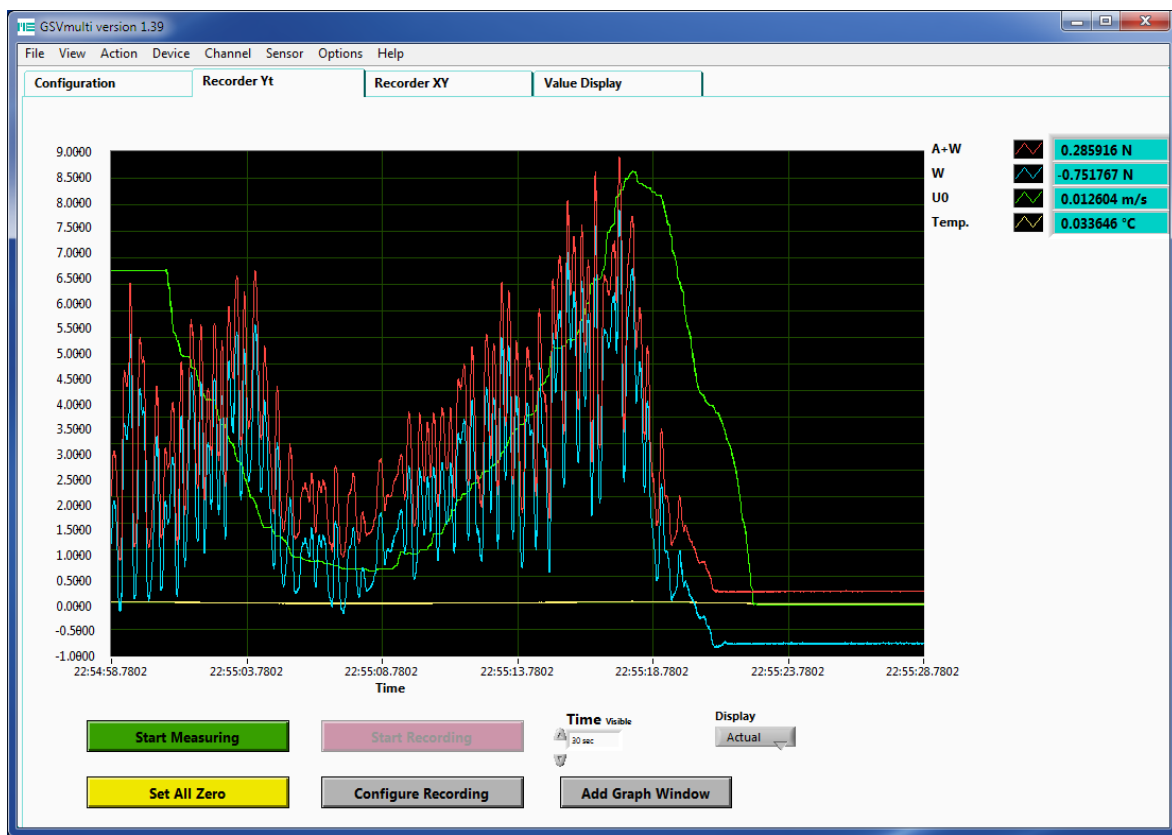 GSVmulti version 1.39
File View Action Device Channel Sensor Options Help
Configuration Recorder Yt Recorder XY Value Display
9.0000
8.5000
8.0000
7.5000
7.0000
6.5000
6.0000
5.5000
5.0000
4.5000
4.0000
3.5000
3.0000
2.5000
2.0000
1.5000
1.0000
0.5000
0.0000
-0.5000
-1.0000
22:54:58.7802 22:55:03.7802 22:55:08.7802 22:55:13.7802 22:55:18.7802 22:55:23.7802 22:55:28.7802
Time
A+W 0.285916 N
W -0.751767 N
U0 0.012604 m/s
Temp. 0.033646 °C
Start Measuring Start Recording Time Visible 30 sec Display Actual
Set All Zero Configure Recording Add Graph Window